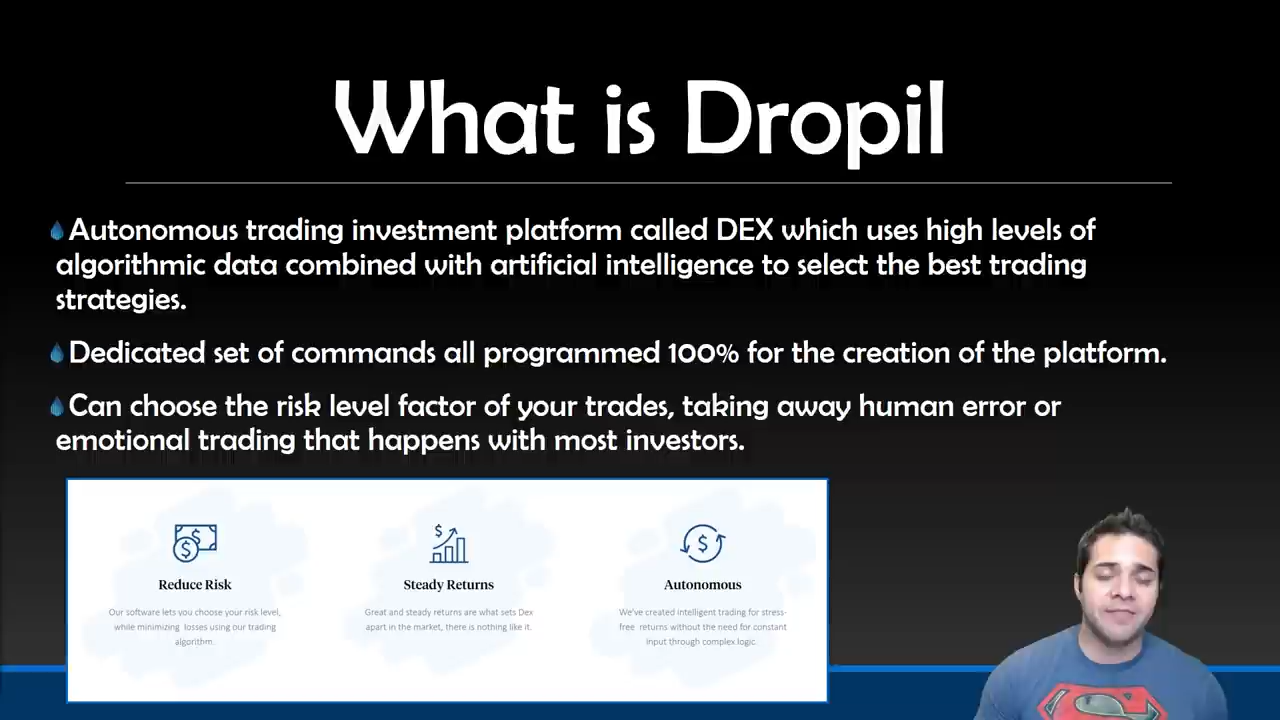 What is Dropil
Autonomous trading investment platform called DEX which uses high levels of
algorithmic data combined with artificial intelligence to select the best trading
strategies.
Dedicated set of commands all programmed 100% for the creation of the platform.
Can choose the risk level factor of your trades, taking away human error or
emotional trading that happens with most investors.
Reduce Risk
Our software lets you choose your risk level,
while minimizing losses using our trading
algorithm.
Steady Returns
Great and steady returns are what sets Dex
apart in the market, there is nothing like it.
Autonomous
We've created intelligent trading for stress-
free returns without the need for constant
input through complex logic.